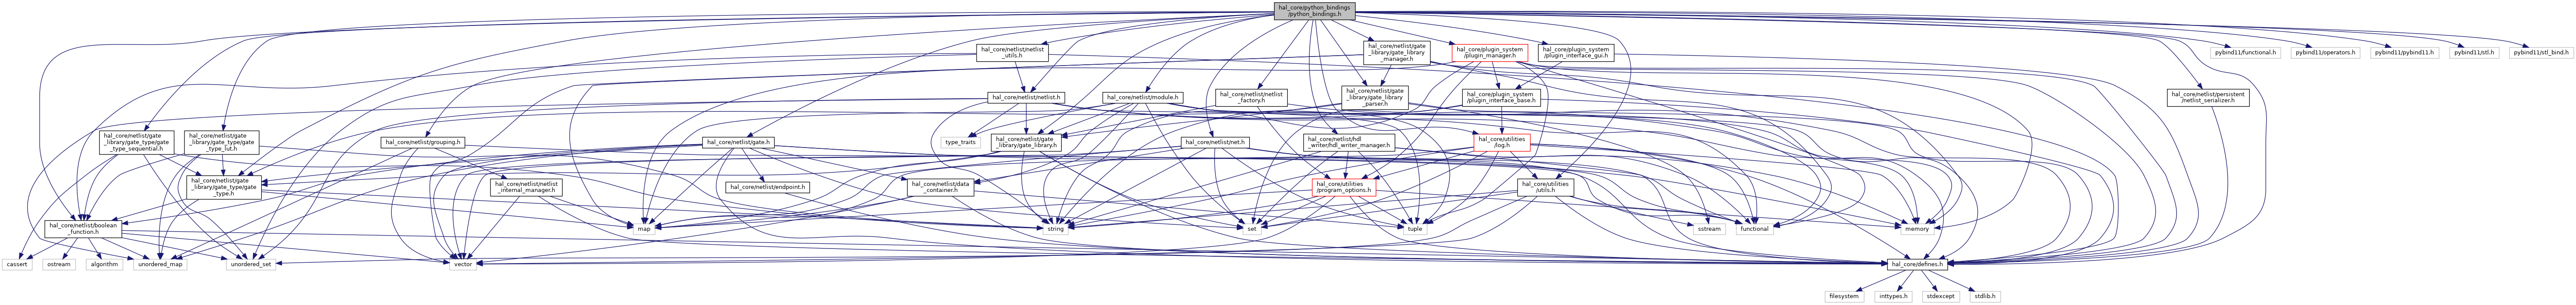 hal_core/python_bindings
/python_bindings.h
hal_core/netlist/netlist
_utils.h
hal_core/netlist/gate
_library/gate_library
_manager.h
hal_core/plugin_system
/plugin_manager.h
hal_core/plugin_system
/plugin_interface_gui.h
pybind11/functional.h
pybind11/operators.h
pybind11/pybind11.h
pybind11/stl.h
pybind11/stl_bind.h
hal_core/netlist/netlist.h
hal_core/netlist/module.h
hal_core/netlist/netlist
_factory.h
hal_core/netlist/gate
_library/gate_library
_parser.h
hal_core/plugin_system
/plugin_interface_base.h
hal_core/netlist/persistent
/netlist_serializer.h
hal_core/netlist/gate
_library/gate_type/gate
_type_sequential.h
hal_core/netlist/gate
_library/gate_type/gate
_type_lut.h
hal_core/netlist/grouping.h
hal_core/netlist/gate.h
type_traits
hal_core/netlist/gate
_library/gate_library.h
hal_core/netlist/net.h
hal_core/netlist/hdl
_writer/hdl_writer_manager.h
hal_core/utilities
/log.h
hal_core/netlist/gate
_library/gate_type/gate
_type.h
hal_core/netlist/netlist
_internal_manager.h
hal_core/netlist/endpoint.h
hal_core/netlist/data
_container.h
hal_core/utilities
/program_options.h
hal_core/utilities
/utils.h
hal_core/netlist/boolean
_function.h
map
string
set
tuple
sstream
functional
memory
cassert
ostream
algorithm
unordered_map
unordered_set
vector
hal_core/defines.h
filesystem
inttypes.h
stdexcept
stdlib.h